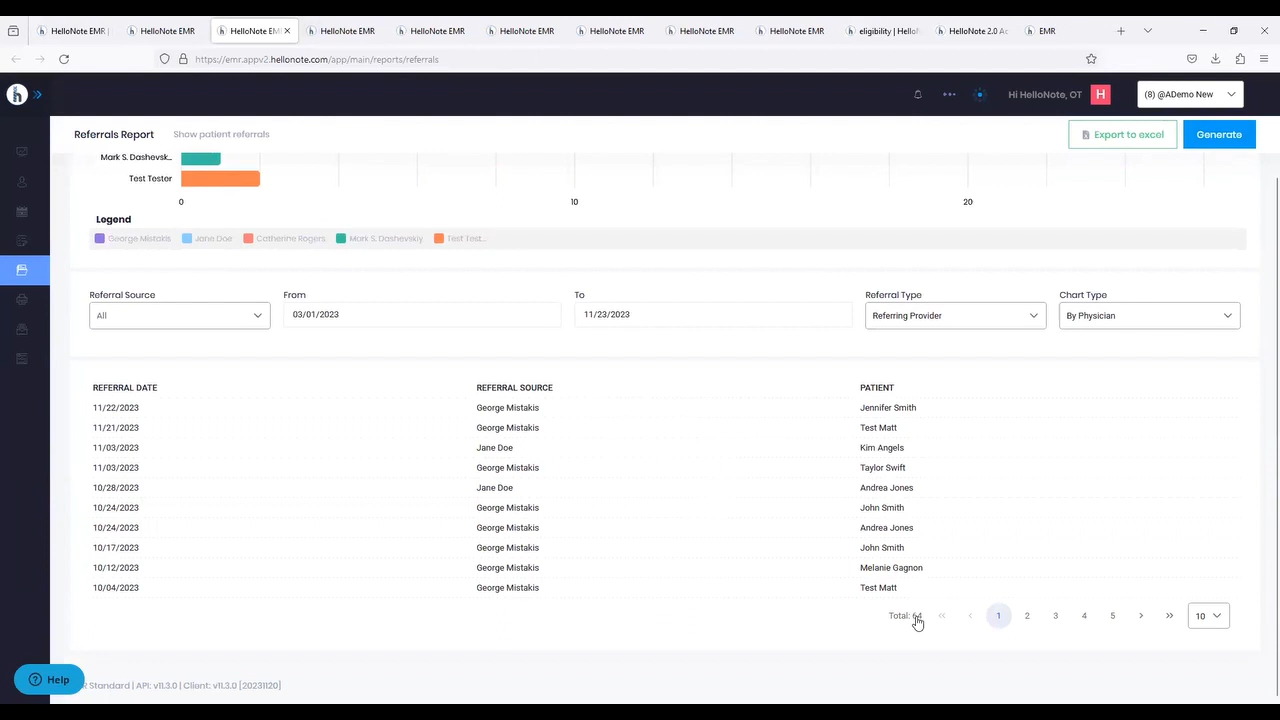 HelloNote EMR |
HelloNote EMR
HelloNote EM
HelloNote EMR
HelloNote EMR
HelloNote EMR
HelloNote EMR
HelloNote EMR
HelloNote EMR
eligibility | HelloN
HelloNote 2.0 Ac
EMR
https://emr.appv2.hellonote.com/app/main/reports/referrals
Hi HelloNote, OT
H
(8) @ADemo New
Referrals Report
Show patient referrals
Export to excel
Generate
Mark S. Dashevsk...
Test Tester
0 10 20
Legend
George Mistakis Jane Doe Catherine Rogers Mark S. Dashevskiy Test Test...
Referral Source From To Referral Type Chart Type
All 03/01/2023 11/23/2023 Referring Provider By Physician
REFERRAL DATE REFERRAL SOURCE PATIENT
11/22/2023 George Mistakis Jennifer Smith
11/21/2023 George Mistakis Test Matt
11/03/2023 Jane Doe Kim Angels
11/03/2023 George Mistakis Taylor Swift
10/28/2023 Jane Doe Andrea Jones
10/24/2023 George Mistakis John Smith
10/24/2023 George Mistakis Andrea Jones
10/17/2023 George Mistakis John Smith
10/12/2023 George Mistakis Melanie Gagnon
10/04/2023 George Mistakis Test Matt
Total: 64 « ‹ 1 2 3 4 5 › » 10
Help
R Standard | API: v11.3.0 | Client: v11.3.0 [20231120]